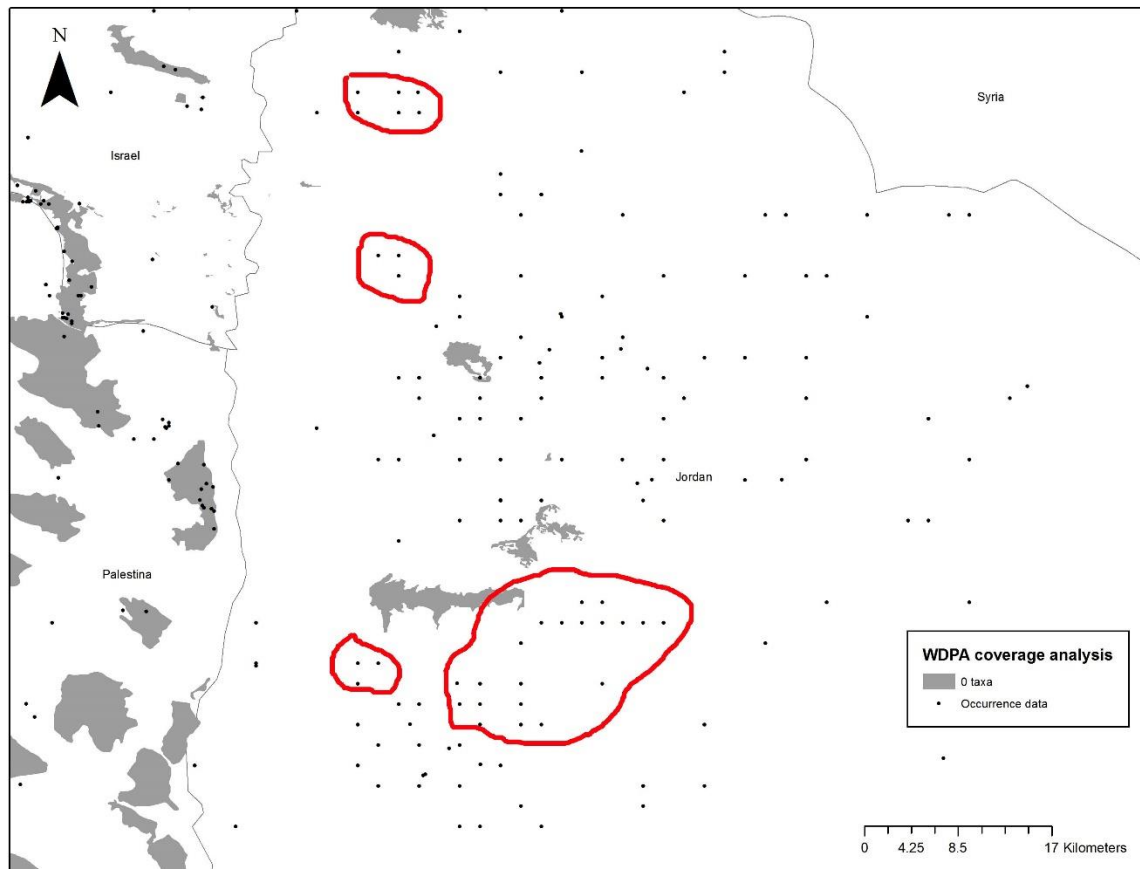 N
Syria
Israel
Jordan
Palestina
WDPA coverage analysis
0 taxa
Occurrence data
0 4.25 8.5 17 Kilometers